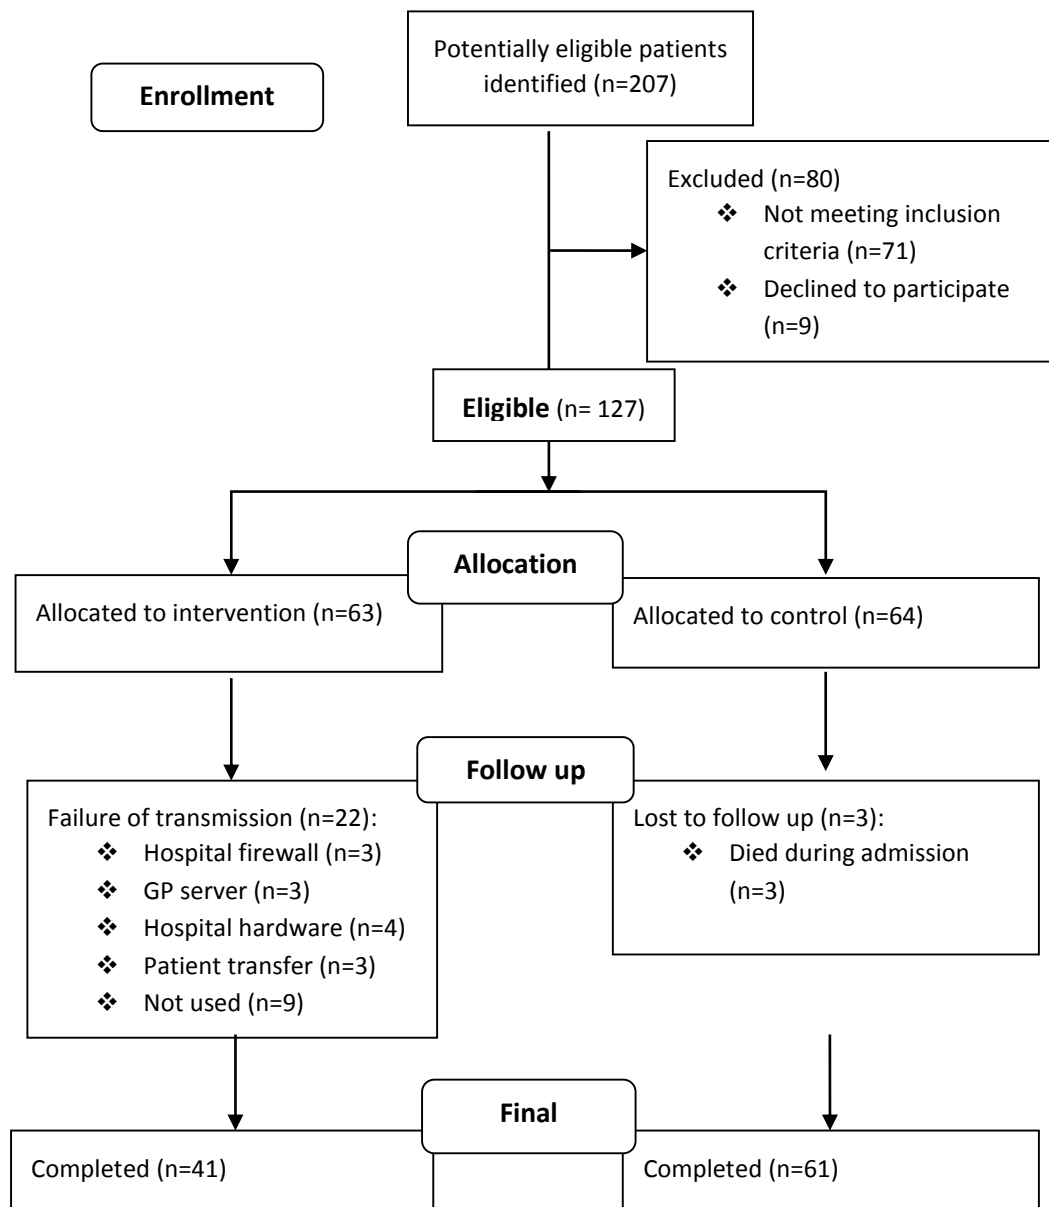 Potentially eligible patients
identified (n=207)
Enrollment
Excluded (n=80)
❖ Not meeting inclusion
criteria (n=71)
❖ Declined to participate
(n=9)
Eligible (n= 127)
Allocation
Allocated to intervention (n=63)
Allocated to control (n=64)
Follow up
Failure of transmission (n=22):
❖ Hospital firewall (n=3)
❖ GP server (n=3)
❖ Hospital hardware (n=4)
❖ Patient transfer (n=3)
❖ Not used (n=9)
Lost to follow up (n=3):
❖ Died during admission
(n=3)
Final
Completed (n=41)
Completed (n=61)